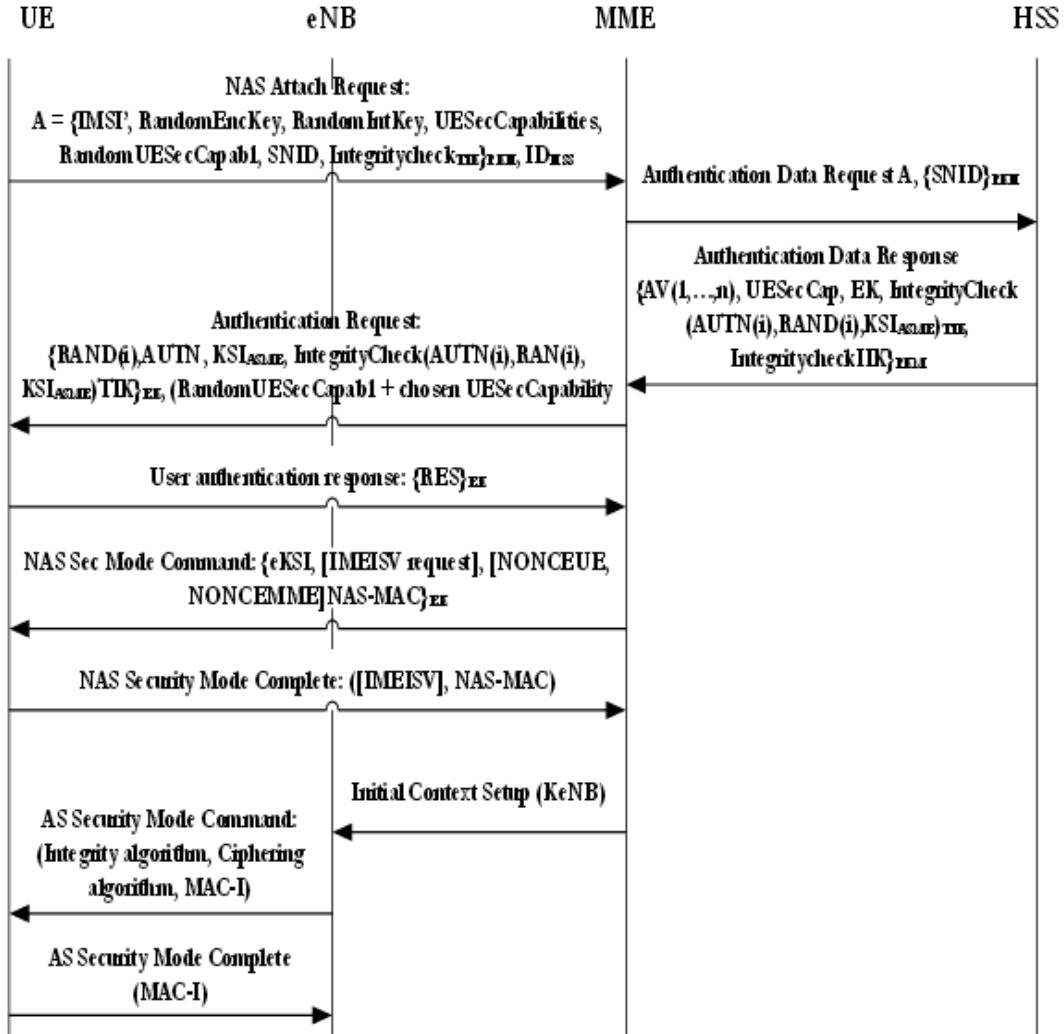 UE eNB MME HSS
NAS Attach Request:
A = {IMSI', RandomEncKey, RandomIntKey, UESecCapabilities,
RandomUESecCapab1, SNID, Integritycheck
Authentication Data Request A, {SNID}
Authentication Data Response
{AV(1,...,n), UESecCap, EK, IntegrityCheck
(AUTN(i),RAND(i),KSI
IntegritycheckIIK}
Authentication Request:
{RAND(i),AUTN, KSI IntegrityCheck(AUTN(i),RAN(i),
KSI )TIK} (RandomUESecCapab1 + chosen UESecCapability
User authentication response: {RES}EK
NAS Sec Mode Command: {eKSI, [IMEISV request], [NONCEUE,
NONCEMME]NAS-MAC}EK
NAS Security Mode Complete: ([IMEISV], NAS-MAC)
Initial Context Setup (KeNB)
AS Security Mode Command:
(Integrity algorithm, Ciphering
algorithm, MAC-I)
AS Security Mode Complete
(MAC-I)